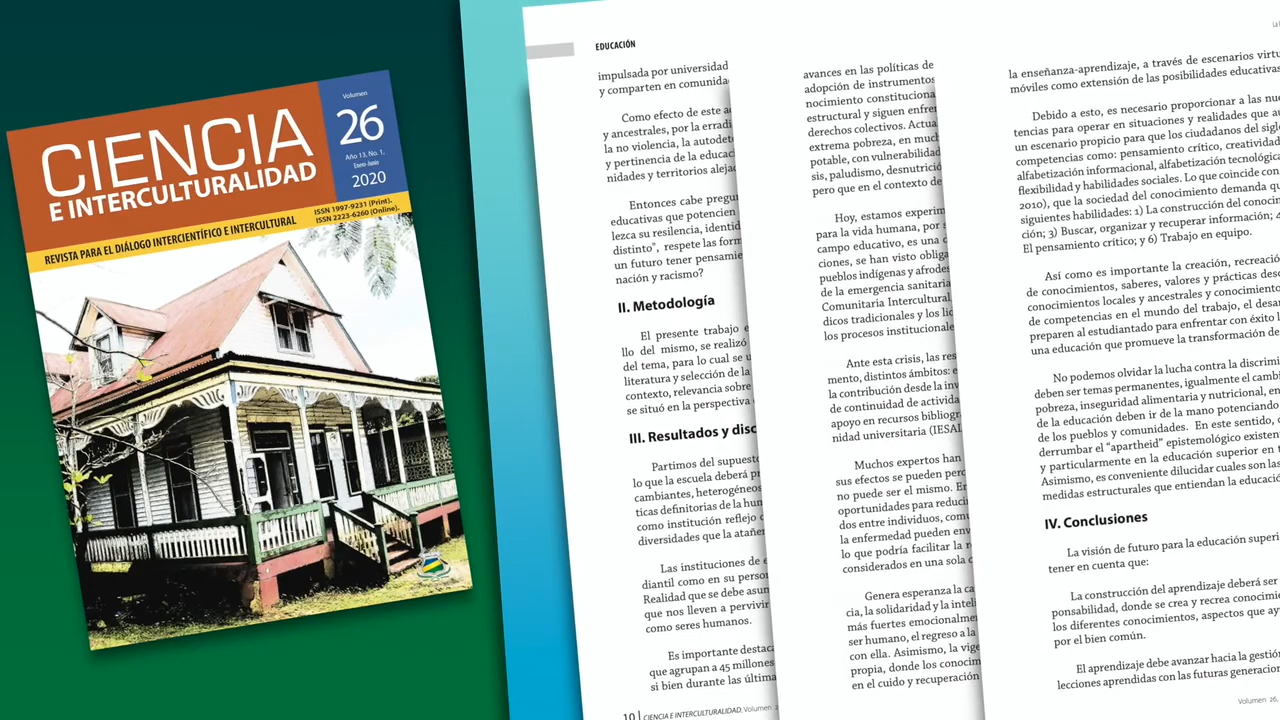 CIENCIA
E INTERCULTURALIDAD
Volumen
26
Año 13, No. 1.
Enero-Junio
2020
REVISTA PARA EL DIÁLOGO INTERCIENTÍFICO E INTERCULTURAL
ISSN 1997-9231 (Print).
ISSN 2223-6260 (Online).
EDUCACIÓN
impulsada por universidad
y comparten en comunida
Como efecto de este
y ancestrales, por la erradi
la no violencia, la autodet
y pertinencia de la educac
nidades y territorios alejad
Entonces cabe pregu
educativas que potencien
lezca su resilencia, identid
distinto", respete las form
un futuro tener pensamie
nación y racismo?
II. Metodología
El presente trabajo e
llo del mismo, se realizó
del tema, para lo cual se u
literatura y selección de la
contexto, relevancia sobre
se situó en la perspectiva
III. Resultados y disc
Partimos del supuest
lo que la escuela deberá pr
cambiantes, heterogéneos
ticas definitorias de la hum
como institución reflejo
diversidades que la atañer
Las instituciones de e
diantil como en su person
Realidad que se debe asum
que nos lleven a pervivir
como seres humanos.
Es importante destaca
que agrupan a 45 millones
si bien durante las última
10 | CIENCIA E INTERCULTURALIDAD, Volumen 2
avances en las políticas de
adopción de instrumentos
nocimiento constituciona
estructural y siguen enfren
derechos colectivos. Actua
extrema pobreza, en much
potable, con vulnerabilidad
sis, paludismo, desnutrició
pero que en el contexto de
Hoy, estamos experim
para la vida humana, por s
campo educativo, es una c
ciones, se han visto obliga
pueblos indígenas y afrodes
de la emergencia sanitaria
Comunitaria Intercultural,
dicos tradicionales y los lid
los procesos institucionale
Ante esta crisis, las res
mento, distintos ámbitos: e
la contribución desde la inv
de continuidad de activida
apoyo en recursos bibliogr
nidad universitaria (IESAL
Muchos expertos han
sus efectos se pueden perc
no puede ser el mismo. En
oportunidades para reducir
dos entre individuos, comu
la enfermedad pueden env
lo que podría facilitar la r
considerados en una sola c
Genera esperanza la ca
cia, la solidaridad y la inteli
más fuertes emocionalmen
ser humano, el regreso a la
con ella. Asimismo, la vige
propia, donde los conocim
en el cuido y recuperación
la enseñanza-aprendizaje, a través de escenarios virtu
móviles como extensión de las posibilidades educativas
Debido a esto, es necesario proporcionar a las nue
tencias para operar en situaciones y realidades que au
un escenario propicio para que los ciudadanos del sigl
competencias como: pensamiento crítico, creatividad
alfabetización informacional, alfabetización tecnológica
flexibilidad y habilidades sociales. Lo que coincide con
2010), que la sociedad del conocimiento demanda q
siguientes habilidades: 1) La construcción del conocim
ción; 3) Buscar, organizar y recuperar información; 4
El pensamiento crítico; y 6) Trabajo en equipo.
Así como es importante la creación, recreació
de conocimientos, saberes, valores y prácticas desc
conocimientos locales y ancestrales y conocimiento
de competencias en el mundo del trabajo, el desar
preparen al estudiantado para enfrentar con éxito l
una educación que promueve la transformación de
No podemos olvidar la lucha contra la discrimi
deben ser temas permanentes, igualmente el cambi
pobreza, inseguridad alimentaria y nutricional, en
de la educación deben ir de la mano potenciando
de los pueblos y comunidades. En este sentido, c
derrumbar el "apartheid" epistemológico existen
y particularmente en la educación superior en t
Asimismo, es conveniente dilucidar cuales son las
medidas estructurales que entiendan la educació
IV. Conclusiones
La visión de futuro para la educación superi
tener en cuenta que:
La construcción del aprendizaje deberá ser
ponsabilidad, donde se crea y recrea conocimie
los diferentes conocimientos, aspectos que ay
por el bien común.
El aprendizaje debe avanzar hacia la gestión
lecciones aprendidas con las futuras generacion
Volumen 26,